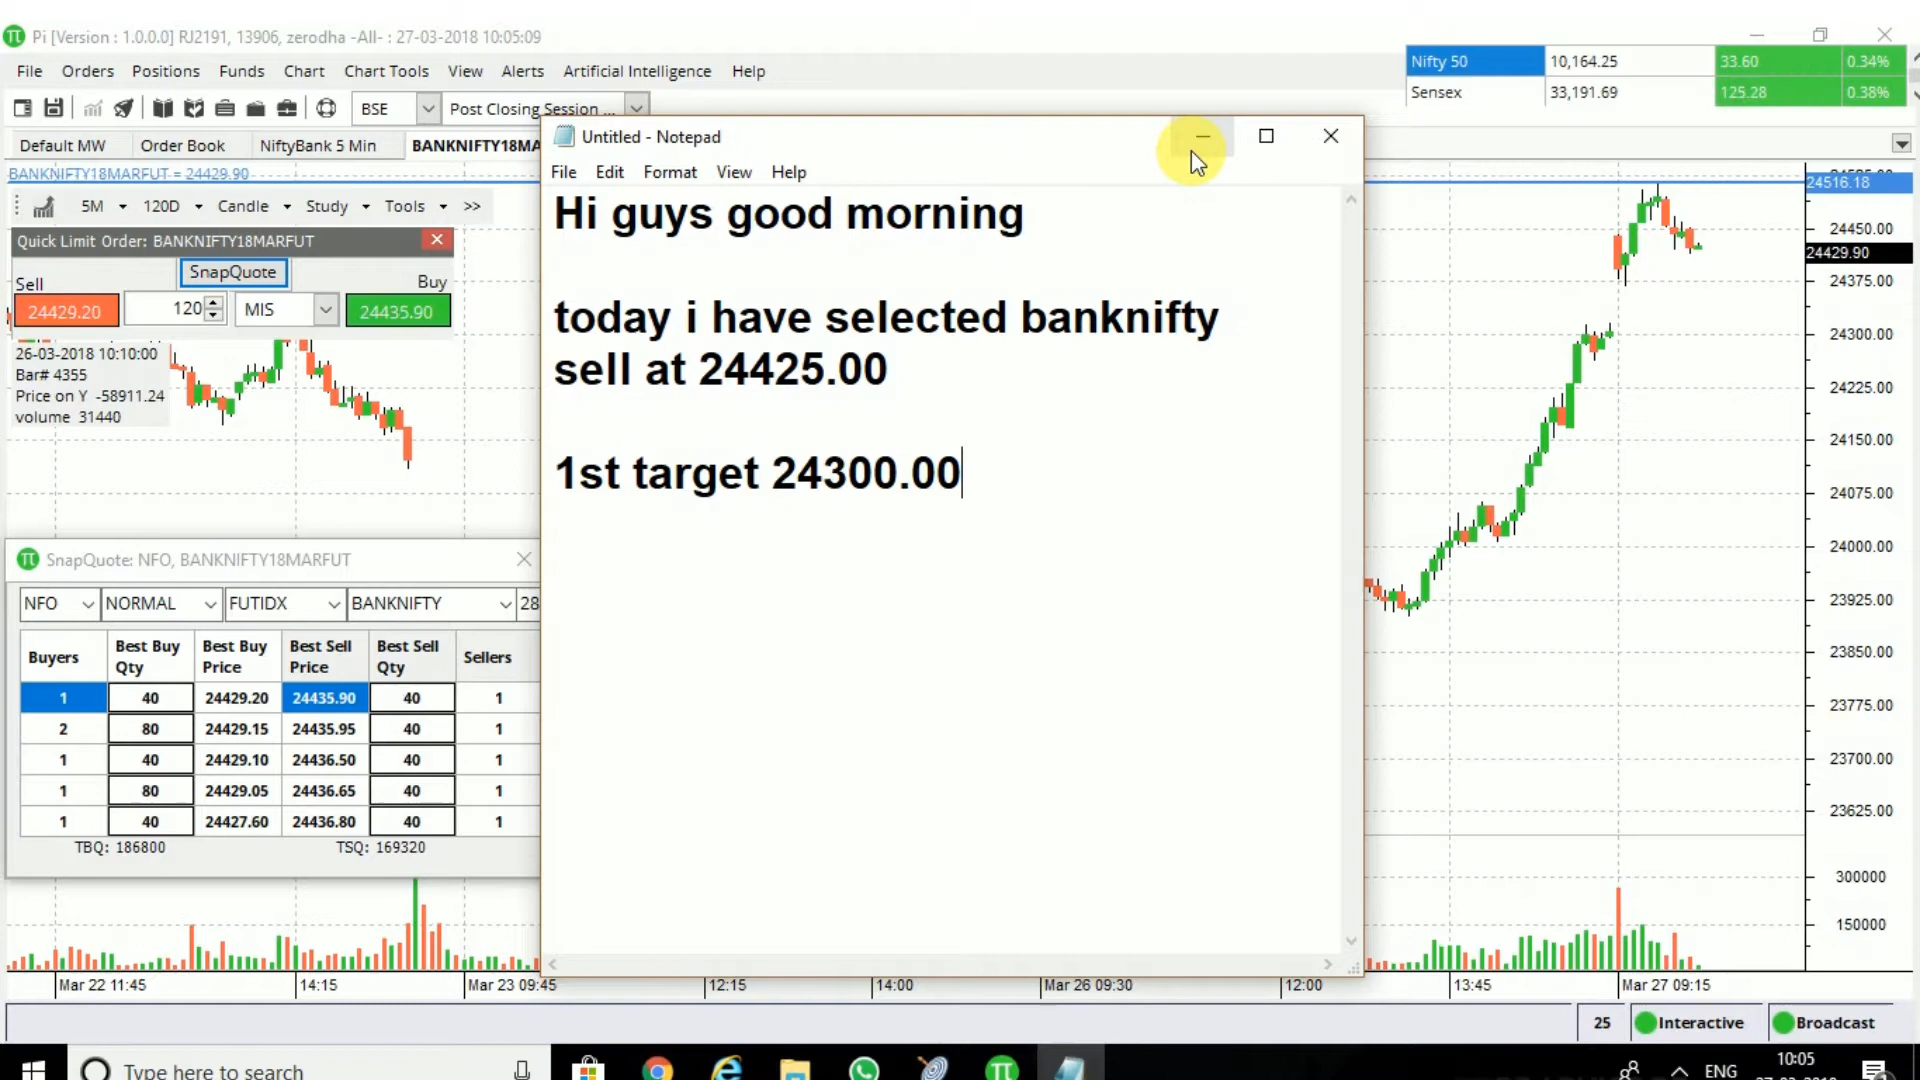 Pi [Version : 1.0.0.0] RJ2191, 13906, zerodha -All- : 27-03-2018 10:05:09
File Orders Positions Funds Chart Chart Tools View Alerts Artificial Intelligence Help
Nifty 50 10,164.25 33.60 0.34%
Sensex 33,191.69 125.28 0.38%
BSE Post Closing Session ...
Default MW Order Book NiftyBank 5 Min BANKNIFTY18MA
BANKNIFTY18MARFUT = 24429.90
5M 120D Candle Study Tools >>
Quick Limit Order: BANKNIFTY18MARFUT
SnapQuote
Sell Buy
24429.20 120 MIS 24435.90
26-03-2018 10:10:00
Bar# 4355
Price on Y -58911.24
volume 31440
Untitled - Notepad
File Edit Format View Help
Hi guys good morning
today i have selected banknifty
sell at 24425.00
1st target 24300.00
SnapQuote: NFO, BANKNIFTY18MARFUT
NFO NORMAL FUTIDX BANKNIFTY 28
Buyers Best Buy Qty Best Buy Price Best Sell Price Best Sell Qty Sellers
1 40 24429.20 24435.90 40 1
2 80 24429.15 24435.95 40 1
1 40 24429.10 24436.50 40 1
1 80 24429.05 24436.65 40 1
1 40 24427.60 24436.80 40 1
TBQ: 186800 TSQ: 169320
24516.18
24450.00
24429.90
24375.00
24300.00
24225.00
24150.00
24075.00
24000.00
23925.00
23850.00
23775.00
23700.00
23625.00
300000
150000
Mar 22 11:45 14:15 Mar 23 09:45 12:15 14:00 Mar 26 09:30 12:00 13:45 Mar 27 09:15
25 Interactive Broadcast
Type here to search
ENG
10:05